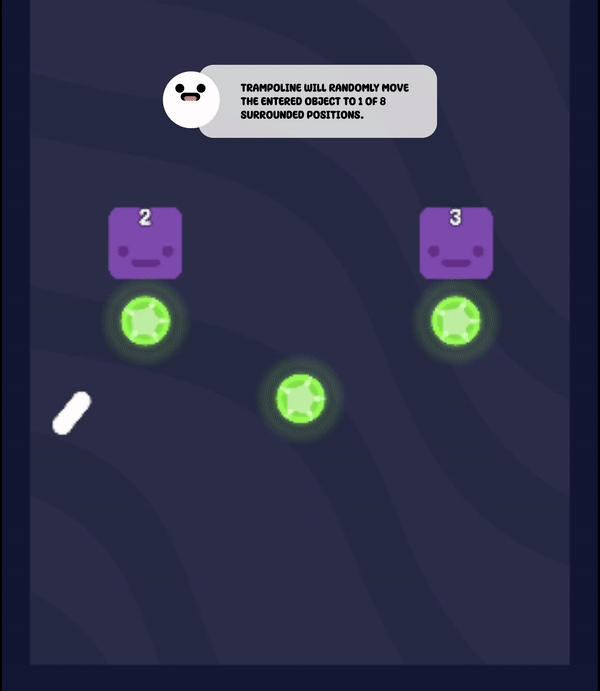 TRAMPOLINE WILL RANDOMLY MOVE
THE ENTERED OBJECT TO 1 OF 8
SURROUNDED POSITIONS.
2
3